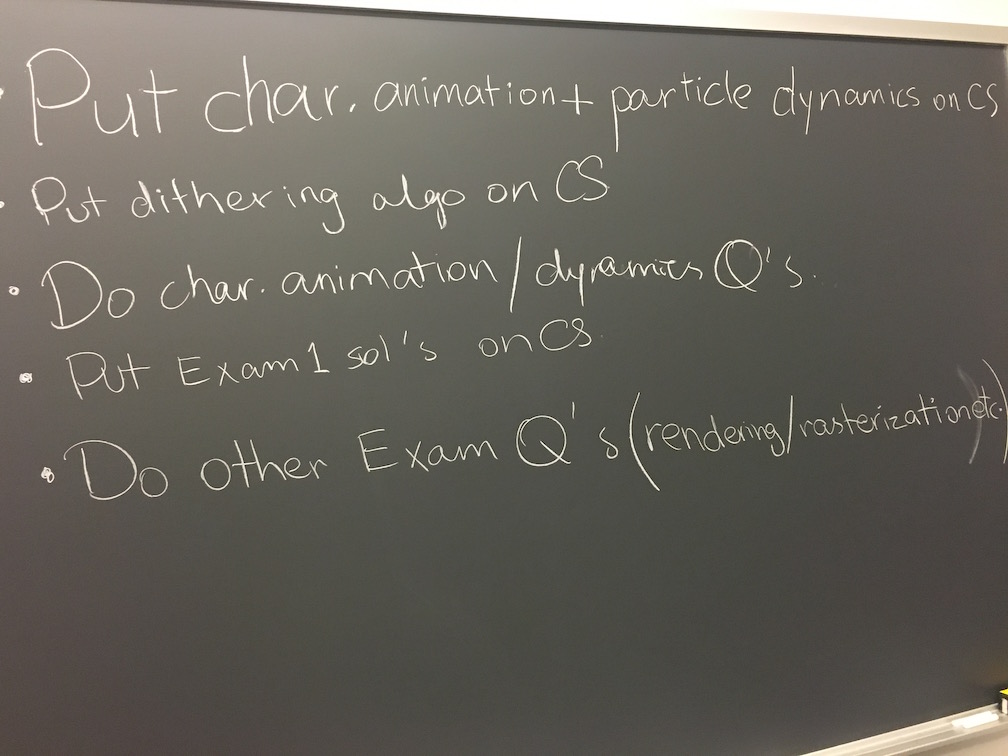 • Put char. animation + particle dynamics on CS
• Put dithering algo on CS
• Do char. animation/dynamics Q's.
• Put Exam 1 sol's on CS.
• Do other Exam Q's (rendering/rasterization etc)